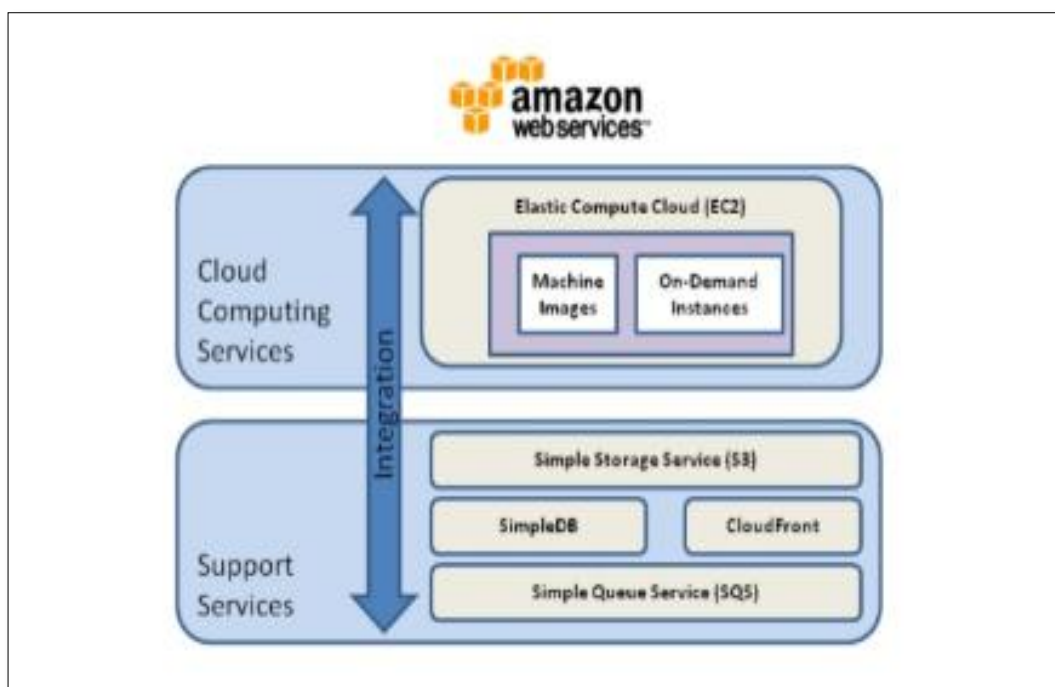 amazon
webservices™
Cloud
Computing
Services
Elastic Compute Cloud (EC2)
Machine
Images
On-Demand
Instances
Integration
Support
Services
Simple Storage Service (S3)
SimpleDB
CloudFront
Simple Queue Service (SQS)